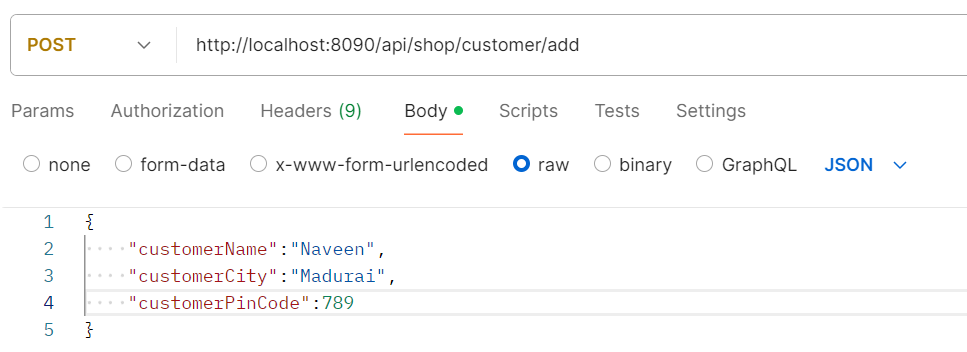 POST http://localhost:8090/api/shop/customer/add
Params Authorization Headers (9) Body Scripts Tests Settings
none form-data x-www-form-urlencoded raw binary GraphQL JSON
1 {
2 "customerName":"Naveen",
3 "customerCity":"Madurai",
4 "customerPinCode":789
5 }